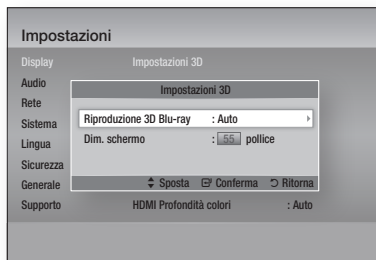 Impostazioni
Display Impostazioni 3D
Audio
Impostazioni 3D
Rete
Riproduzione 3D Blu-ray : Auto
Sistema
Dim. schermo : 55 pollice
Lingua
Sicurezza
Sposta Conferma Ritorna
Generale
Supporto HDMI Profondità colori : Auto